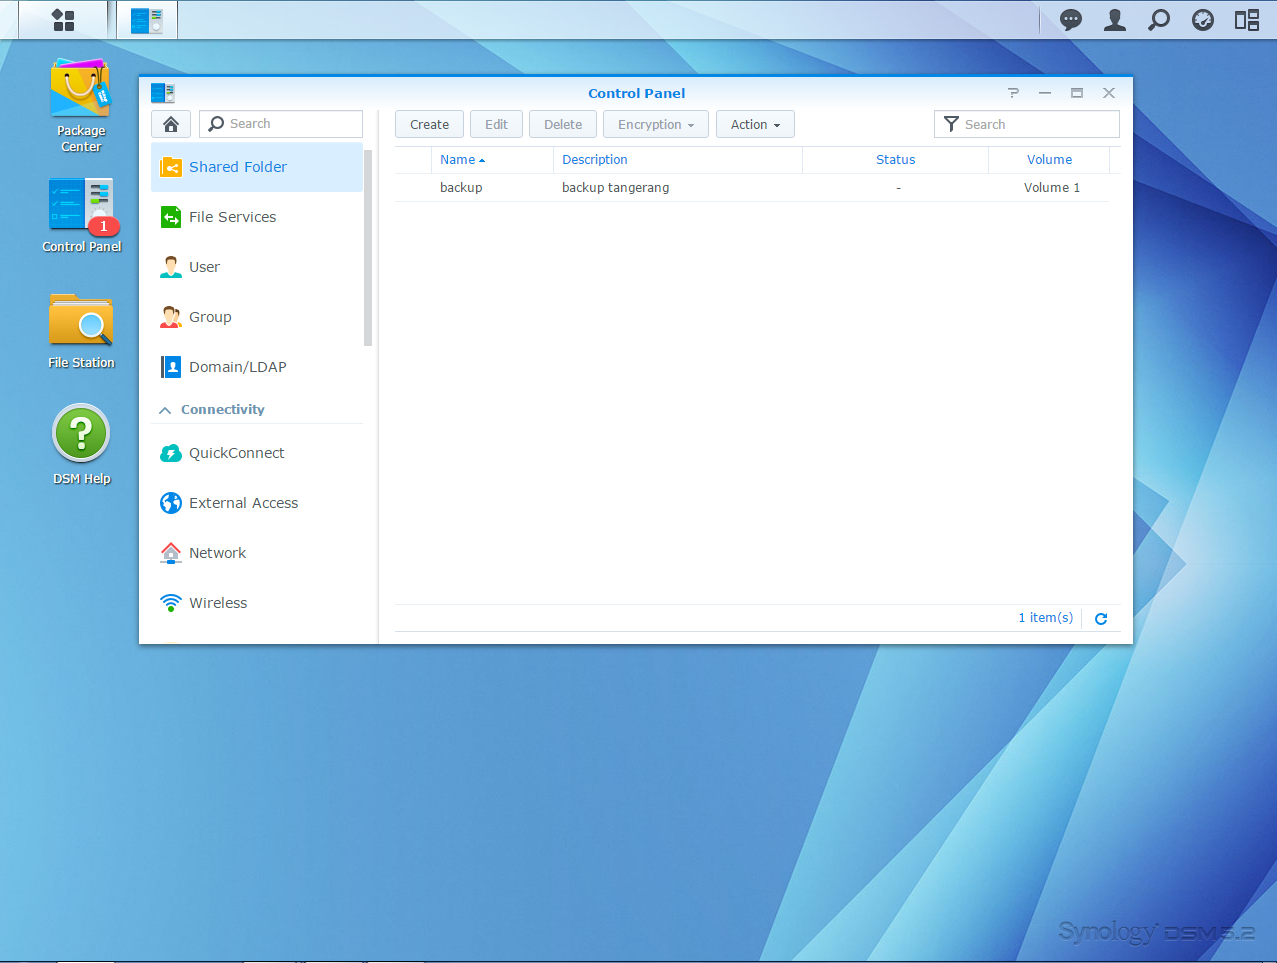 Package
Center
1
Control Panel
File Station
?
DSM Help
Control Panel
Search
Create
Edit
Delete
Encryption
Action
Search
Shared Folder
File Services
User
Group
Domain/LDAP
Connectivity
QuickConnect
External Access
Network
Wireless
Name Description Status Volume
backup backup tangerang - Volume 1
1 item(s)
Synology DSM 5.2